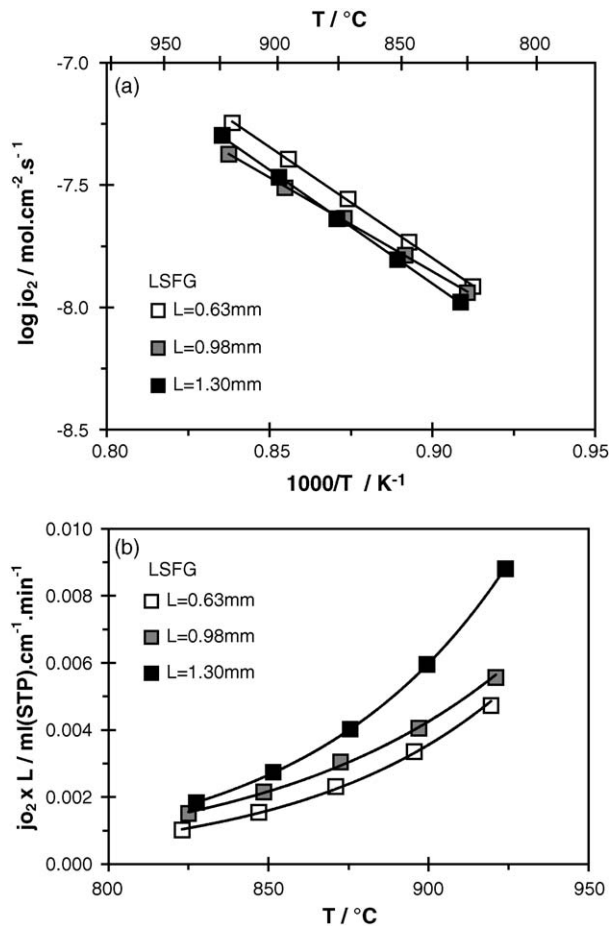 T / °C
950 900 850 800
-7.0
(a)
-7.5
-8.0
-8.5
log jo₂ / mol.cm⁻².s⁻¹
LSFG
L=0.63mm
L=0.98mm
L=1.30mm
0.80 0.85 0.90 0.95
1000/T / K⁻¹
0.010
(b)
0.008
0.006
0.004
0.002
0.000
jo₂ x L / ml(STP).cm⁻¹.min⁻¹
LSFG
L=0.63mm
L=0.98mm
L=1.30mm
800 850 900 950
T / °C